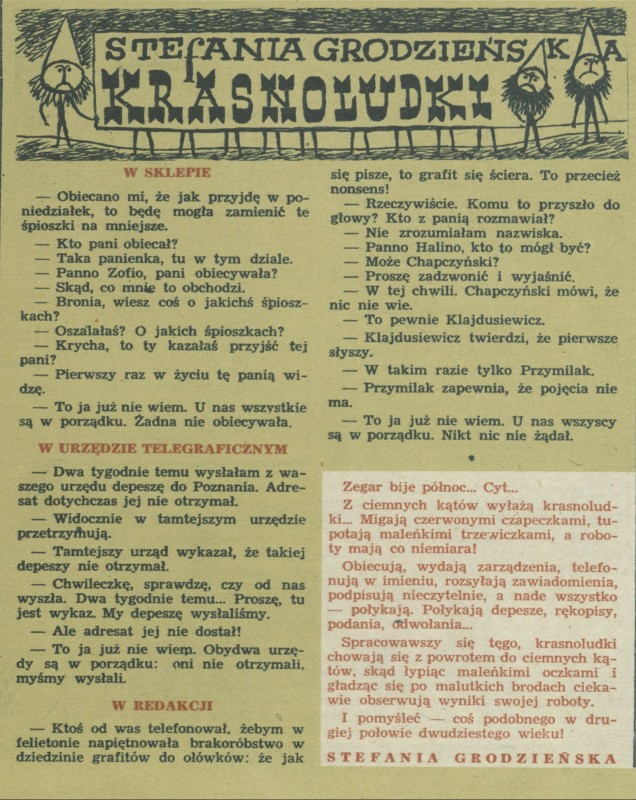 STEFANIA GRODZIEŃSKA
KRASNOLUDKI
W SKLEPIE
— Obiecano mi, że jak przyjdę w po-
niedziałek, to będę mogła zamienić te
śpioszki na mniejsze.
— Kto pani obiecał?
— Taka panienka, tu w tym dziale.
— Panno Zofio, pani obiecywała?
— Skąd, co mnie to obchodzi.
— Bronia, wiesz coś o jakichś śpiosz-
kach?
— Oszalałaś? O jakich śpioszkach?
— Krycha, to ty kazałaś przyjść tej
pani?
— Pierwszy raz w życiu tę panią wi-
dzę.
— To ja już nie wiem. U nas wszystkie
są w porządku. Żadna nie obiecywała.
W URZĘDZIE TELEGRAFICZNYM
— Dwa tygodnie temu wysłałam z wa-
szego urzędu depeszę do Poznania. Adre-
sat dotychczas jej nie otrzymał.
— Widocznie w tamtejszym urzędzie
przetrzymują.
— Tamtejszy urząd wykazał, że takiej
depeszy nie otrzymał.
— Chwileczkę, sprawdzę, czy od nas
wyszła. Dwa tygodnie temu... Proszę, tu
jest wykaz. My depeszę wysłaliśmy.
— Ale adresat jej nie dostał!
— To ja już nie wiem. Obydwa urzę-
dy są w porządku: oni nie otrzymali,
myśmy wysłali.
W REDAKCJI
— Ktoś od was telefonował, żebym w
felietonie napiętnowała brakoróbstwo w
dziedzinie grafitów do ołówków: że jak
się pisze, to grafit się ściera. To przecież
nonsens!
— Rzeczywiście. Komu to przyszło do
głowy? Kto z panią rozmawiał?
— Nie zrozumiałam nazwiska.
— Panno Halino, kto to mógł być?
— Może Chapczyński?
— Proszę zadzwonić i wyjaśnić.
— W tej chwili. Chapczyński mówi, że
nic nie wie.
— To pewnie Klajdusiewicz.
— Klajdusiewicz twierdzi, że pierwsze
słyszy.
— W takim razie tylko Przymilak.
— Przymilak zapewnia, że pojęcia nie
ma.
— To ja już nie wiem. U nas wszyscy
są w porządku. Nikt nic nie żądał.
*
Zegar bije północ... Cyt...
Z ciemnych kątów wyłażą krasnolud-
ki... Migają czerwonymi czapeczkami, tu-
potają maleńkimi trzewiczkami, a robo-
ty mają co niemiara!
Obiecują, wydają zarządzenia, telefo-
nują w imieniu, rozsyłają zawiadomienia,
podpisują nieczytelnie, a nade wszystko
— połykają. Połykają depesze, rękopisy,
podania, odwołania...
Sprawowawszy się tęgo, krasnoludki
chowają się z powrotem do ciemnych ką-
tów, skąd łypiąc maleńkimi oczkami i
gładząc się po malutkich brodach cieka-
wie obserwują wyniki swojej roboty.
I pomyśleć — coś podobnego w dru-
giej połowie dwudziestego wieku!
STEFANIA GRODZIEŃSKA